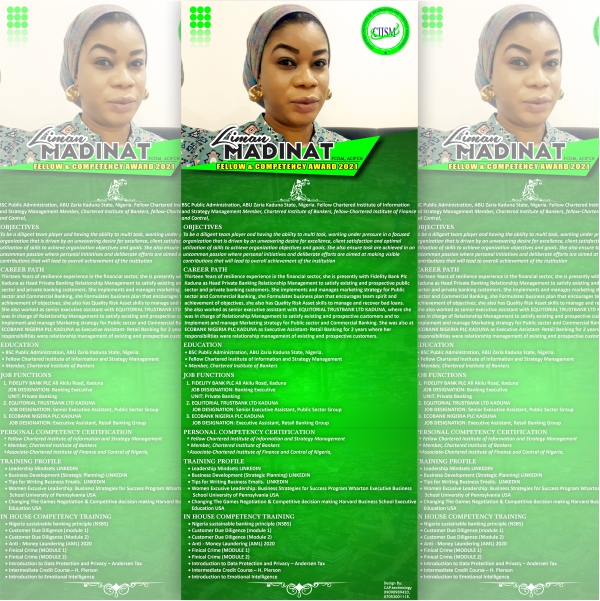 CIISM
Liman
MADINAT FCISM, ACIFCN
FELLOW & COMPETENCY AWARD 2021
BSC Public Administration, ABU Zaria Kaduna State, Nigeria. Fellow Chartered Institute of Information
and Strategy Management Member, Chartered Institute of Bankers, fellow-Chartered Institute of Finance
and Control,
OBJECTIVES
To be a diligent team player and having the ability to multi task, wanting under pressure in a focused
organization that is driven by an unwavering desire for excellence, client satisfaction and optimal
utilisation of skills to achieve organisation objectives and goals. She also ensure task are achieved in an
uncommon passion where personal initiatives and deliberate efforts are aimed at making visible
contributions that will lead to overall achievement of the institution
CAREER PATH
Thirteen Years of resilience experience in the financial sector, she is presently with Fidelity Bank Plc
Kaduna as Head Private Banking Relationship Management to satisfy existing and prospective public
sector and private banking customers. She implements and manages marketing strategy for Public
sector and Commercial Banking, she Formulates business plan that encourages team spirit and
achievement of objectives, she also has Quality Risk Asset skills to manage and recover bad loans.
She also worked as senior executive assistant with EQUITORIAL TRUSTBANK LTD KADUNA, where she
was in charge of Relationship Management to satisfy existing and prospective customers and to
implement and manage Marketing strategy for Public sector and Commercial Banking. She was also at
ECOBANK NIGERIA PLC KADUNA as Executive Assistant- Retail Banking for 2 years where her
responsibilities were relationship management of existing and prospective customers.
EDUCATION
• BSC Public Administration, ABU Zaria Kaduna State, Nigeria.
• Fellow Chartered Institute of Information and Strategy Management
• Member, Chartered Institute of Bankers
JOB FUNCTIONS
1. FIDELITY BANK PLC Ali Akilu Road, Kaduna
JOB DESIGNATION: Banking Executive
UNIT: Private Banking
2. EQUITORIAL TRUSTBANK LTD KADUNA
JOB DESIGNATION: Senior Executive Assistant, Public Sector Group
3. ECOBANK NIGERIA PLC KADUNA
JOB DESIGNATION: Executive Assistant, Retail Banking Group
PERSONAL COMPETENCY CERTIFICATION
• Fellow Chartered Institute of Information and Strategy Management
• Member, Chartered Institute of Bankers
•Associate-Chartered Institute of Finance and Control of Nigeria,
TRAINING PROFILE
• Leadership Mindsets LINKEDIN
• Business Development (Strategic Planning) LINKEDIN
• Tips for Writing Business Emails. LINKEDIN
• Women Excusive Leadership: Business Strategies for Success Program Wharton Executive Business
School University of Pennsylvania USA
• Changing The Games Negotiation & Competitive decision making Harvard Business School Executive
Education USA
IN HOUSE COMPETENCY TRAINING
• Nigeria sustainable banking principle (NSBS)
• Customer Due Diligence (module 1)
• Customer Due Diligence (Module 2)
• Anti - Money Laundering (AML) 2020
• Finical Crime (MODULE 1)
• Finical Crime (MODULE 2)
• Introduction to Data Protection and Privacy – Andersen Tax
• Intermediate Credit Course – H. Pierson
• Introduction to Emotional Intelligence
Design By: